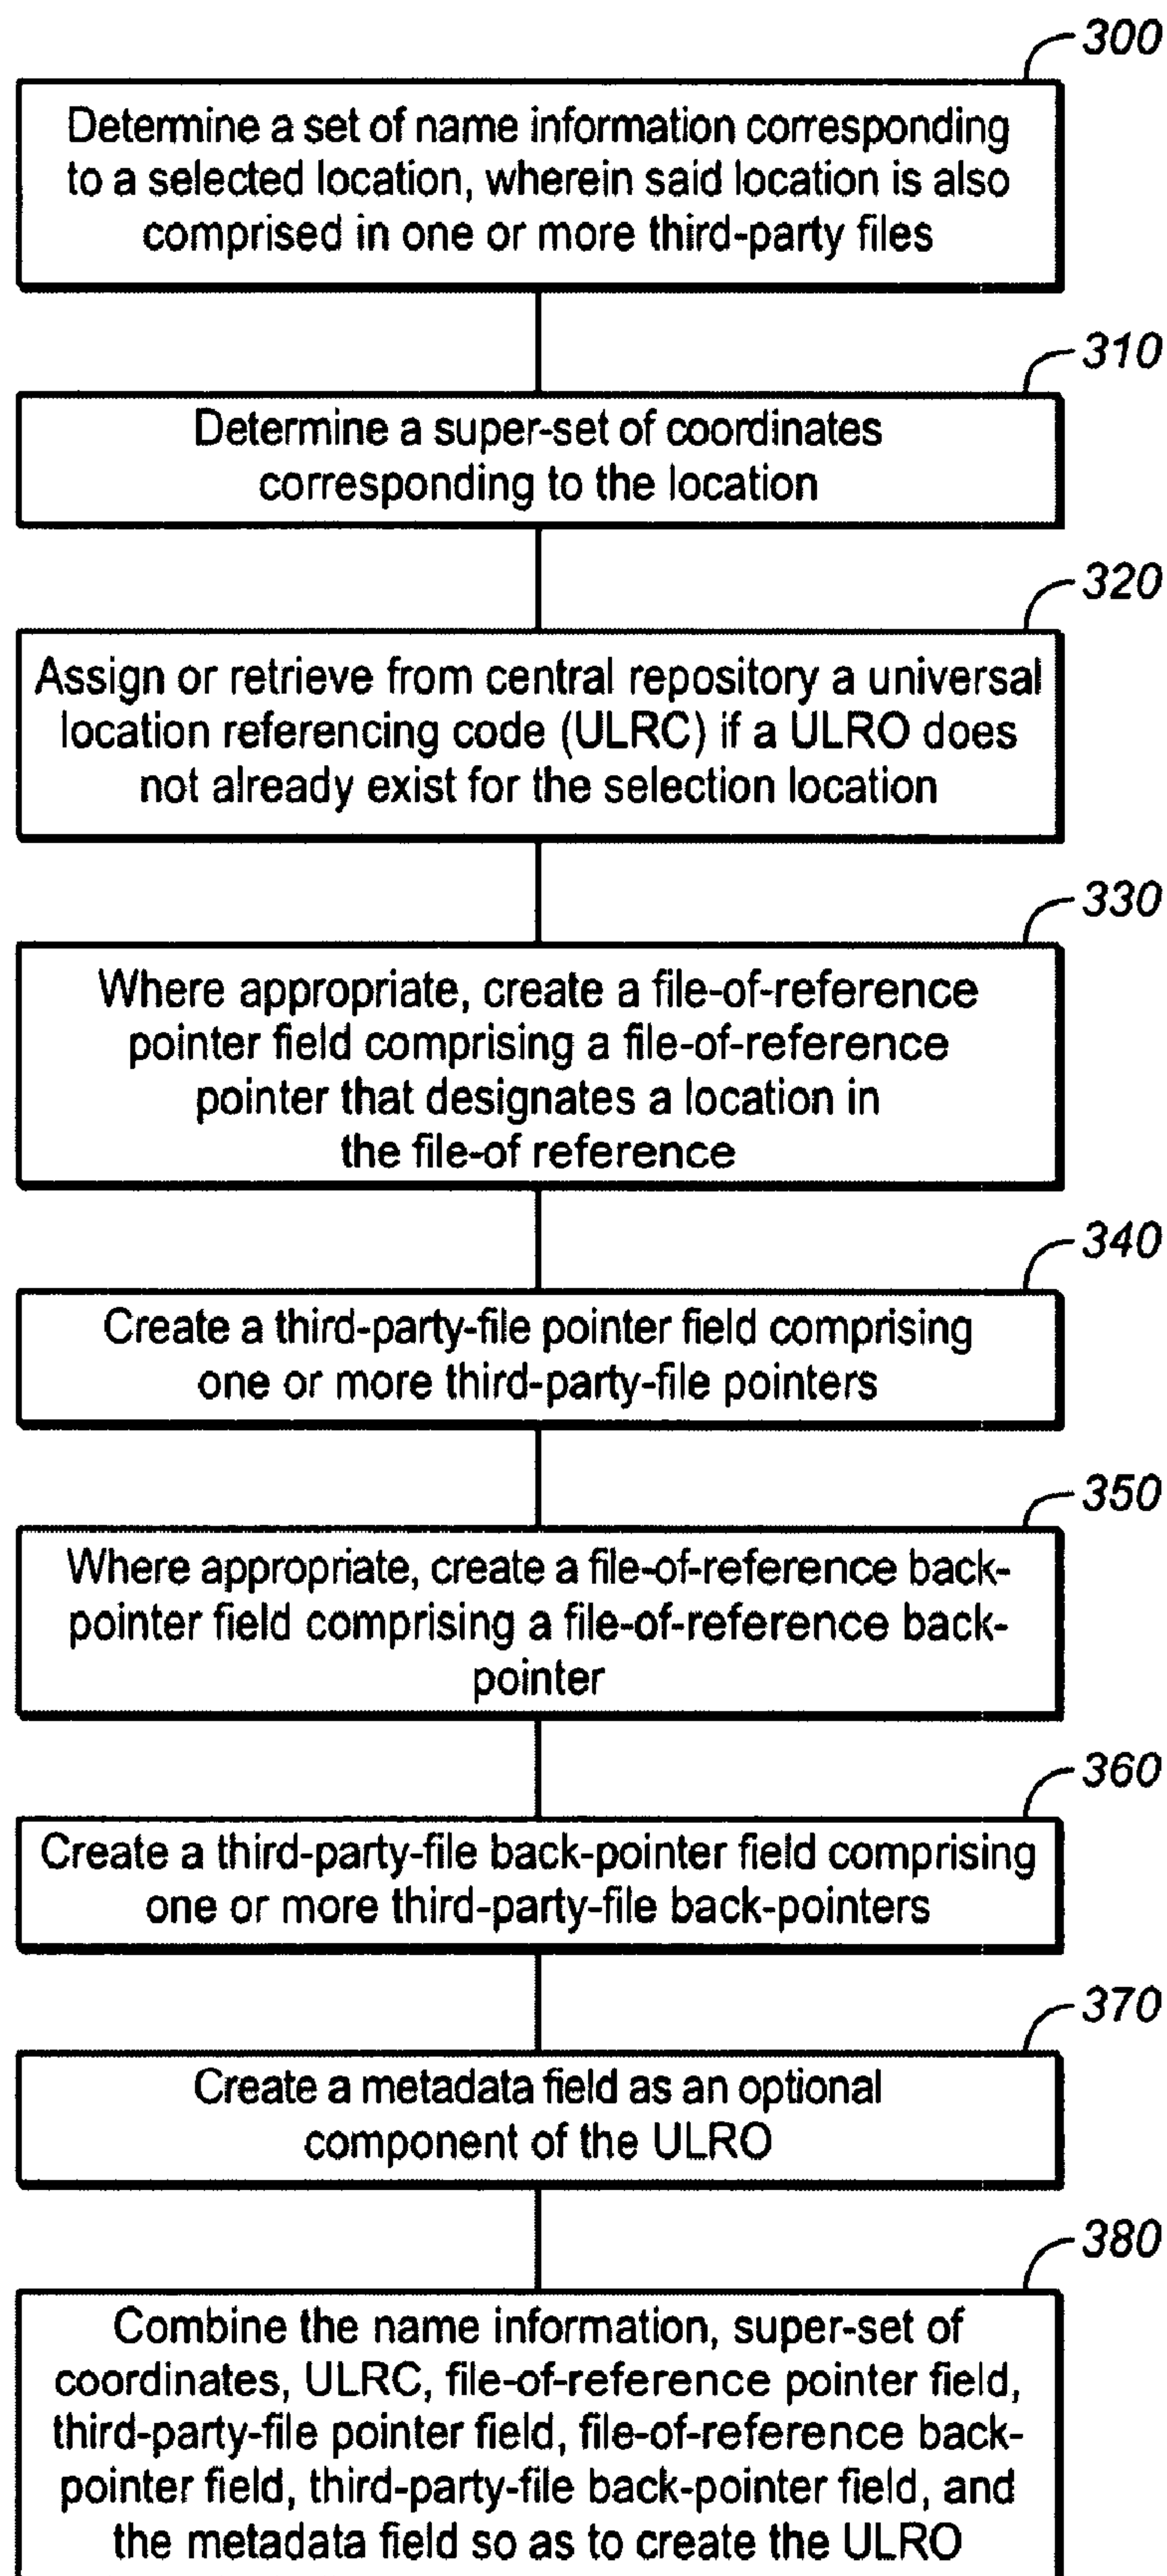 300
Determine a set of name information corresponding
to a selected location, wherein said location is also
comprised in one or more third-party files
310
Determine a super-set of coordinates
corresponding to the location
320
Assign or retrieve from central repository a universal
location referencing code (ULRC) if a ULRO does
not already exist for the selection location
330
Where appropriate, create a file-of-reference
pointer field comprising a file-of-reference
pointer that designates a location in
the file-of reference
340
Create a third-party-file pointer field comprising
one or more third-party-file pointers
350
Where appropriate, create a file-of-reference back-
pointer field comprising a file-of-reference back-
pointer
360
Create a third-party-file back-pointer field comprising
one or more third-party-file back-pointers
370
Create a metadata field as an optional
component of the ULRO
380
Combine the name information, super-set of
coordinates, ULRC, file-of-reference pointer field,
third-party-file pointer field, file-of-reference back-
pointer field, third-party-file back-pointer field, and
the metadata field so as to create the ULRO